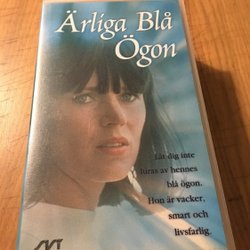 Ärliga Blå
Ögon
Låt dig inte
luras av hennes
blå ögon.
Hon är vacker,
smart och
livsfarlig.